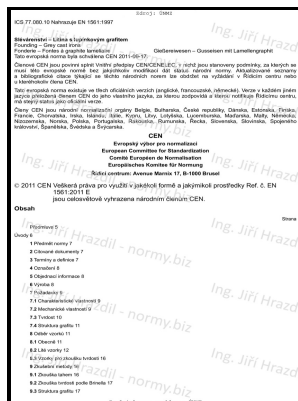 Zdroj: ÚNMZ
ICS 77.080.10 Nahrazuje EN 1561:1997
Slévárenství – Litina s lupínkovým grafitem
Founding – Grey cast irons
Fonderie – Fontes à graphite lamellaire Gießereiwesen – Gusseisen mit Lamellengraphit
Tato evropská norma byla schválena CEN 2011-09-17.
Členové CEN jsou povinni splnit Vnitřní předpisy CEN/CENELEC, v nichž jsou stanoveny podmínky, za kterých se
musí této evropské normě bez jakýchkoliv modifikací dát status národní normy. Aktualizované seznamy
a bibliografické citace týkající se těchto národních norem lze obdržet na vyžádání v Řídicím centru nebo
u kteréhokoliv člena CEN.
Tato evropská norma existuje ve třech oficiálních verzích (anglické, francouzské, německé). Verze v každém jiném
jazyce přeložená členem CEN do jeho vlastního jazyka, za kterou zodpovídá a kterou notifikuje Řídicímu centru,
má stejný status jako oficiální verze.
Členy CEN jsou národní normalizační orgány Belgie, Bulharska, České republiky, Dánska, Estonska, Finska,
Francie, Chorvatska, Irska, Islandu, Itálie, Kypru, Litvy, Lotyšska, Lucemburska, Maďarska, Malty, Německa,
Nizozemska, Norska, Polska, Portugalska, Rakouska, Rumunska, Řecka, Slovenska, Slovinska, Spojeného
království, Španělska, Švédska a Švýcarska.
CEN
Evropský výbor pro normalizaci
European Committee for Standardization
Comité Européen de Normalisation
Europäisches Komitee für Normung
Řídicí centrum: Avenue Marnix 17, B-1000 Brusel
© 2011 CEN Veškerá práva pro využití v jakékoli formě a jakýmikoli prostředky Ref. č. EN
1561:2011 E
jsou celosvětově vyhrazena národním členům CEN.
Obsah
Strana
Předmluva 5
Úvod 6
1 Předmět normy 7
2 Citované dokumenty 7
3 Termíny a definice 7
4 Označení 8
5 Objednací informace 8
6 Výroba 8
7 Požadavky 9
7.1 Charakteristické vlastnosti 9
7.2 Mechanické vlastnosti 9
7.3 Tvrdost 10
7.4 Struktura grafitu 11
8 Odběr vzorků 11
8.1 Obecně 11
8.2 Lité vzorky 12
8.3 Vzorky pro zkoušku tvrdosti 16
9 Zkušební metody 16
9.1 Zkouška tahem 16
9.2 Zkouška tvrdosti podle Brinella 17
9.3 Struktura grafitu 17
Ing. Jiří Hrazdil - normy.biz